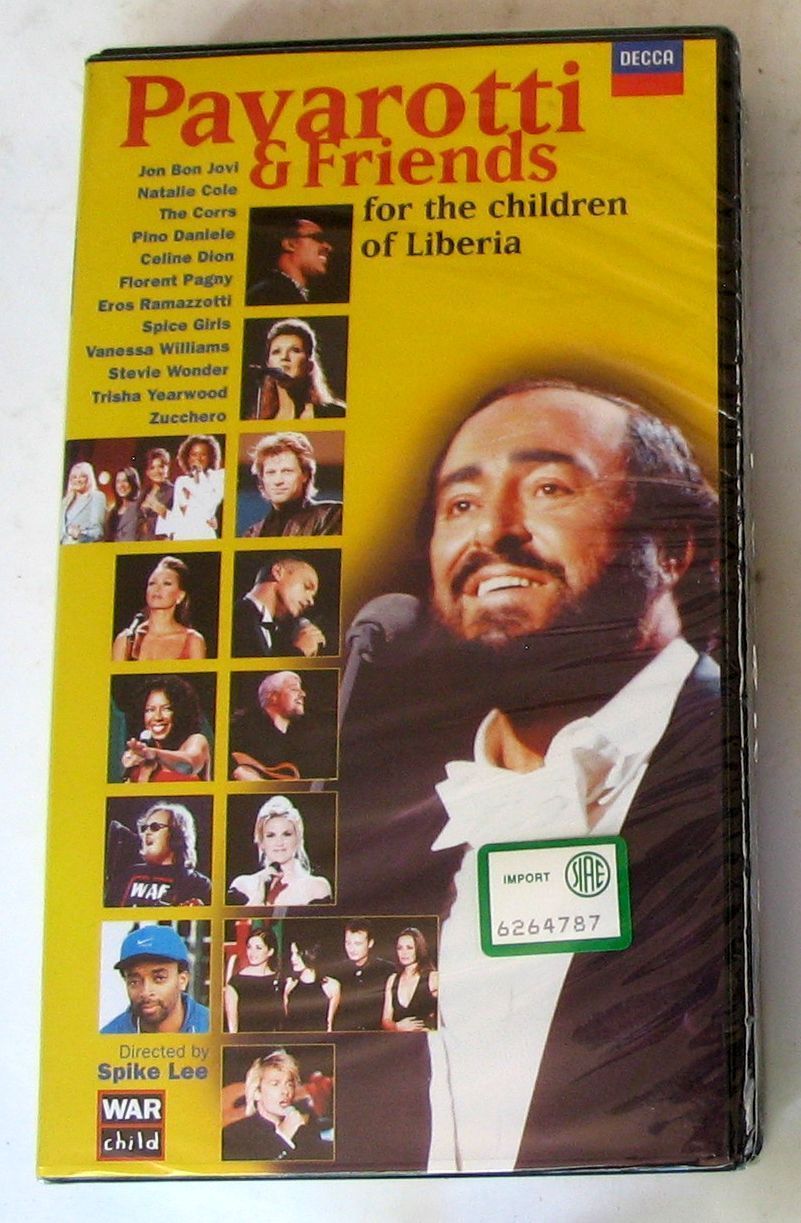 DECCA
Pavarotti
& Friends
for the children
of Liberia
Jon Bon Jovi
Natalie Cole
The Corrs
Pino Daniele
Celine Dion
Florent Pagny
Eros Ramazzotti
Spice Girls
Vanessa Williams
Stevie Wonder
Trisha Yearwood
Zucchero
WAR
IMPORT
SIAE
6264787
Directed by
Spike Lee
WAR
child